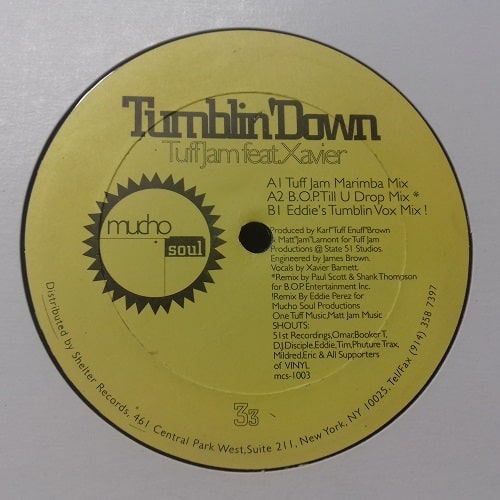 Tumblin'Down
TuffJam feat.Xavier
A1 Tuff Jam Marimba Mix
A2 B.O.P.Till U Drop Mix *
B1 Eddie's Tumblin Vox Mix !
mucho
soul
Produced by Karl"Tuff Enuff"Brown
& Matt"Jam"Lamont for Tuff Jam
Productions @ State 51 Studios.
Engineered by James Brown.
Vocals by Xavier Barnett.
*Remix by Paul Scott & Shank Thompson
for B.O.P. Entertainment Inc.
!Remix By Eddie Perez for
Mucho Soul Productions
One Tuff Music,Matt Jam Music
SHOUTS:
51st Recordings,Omar,Booker T,
D.J.Disciple,Eddie,Tim,Phuture Trax,
Mildred,Eric & All Supporters
of VINYL
mcs-1003
33
Distributed by Shelter Records, 461 Central Park West,Suite 211, New York, NY 10025, Tel/Fax (914) 358 7397